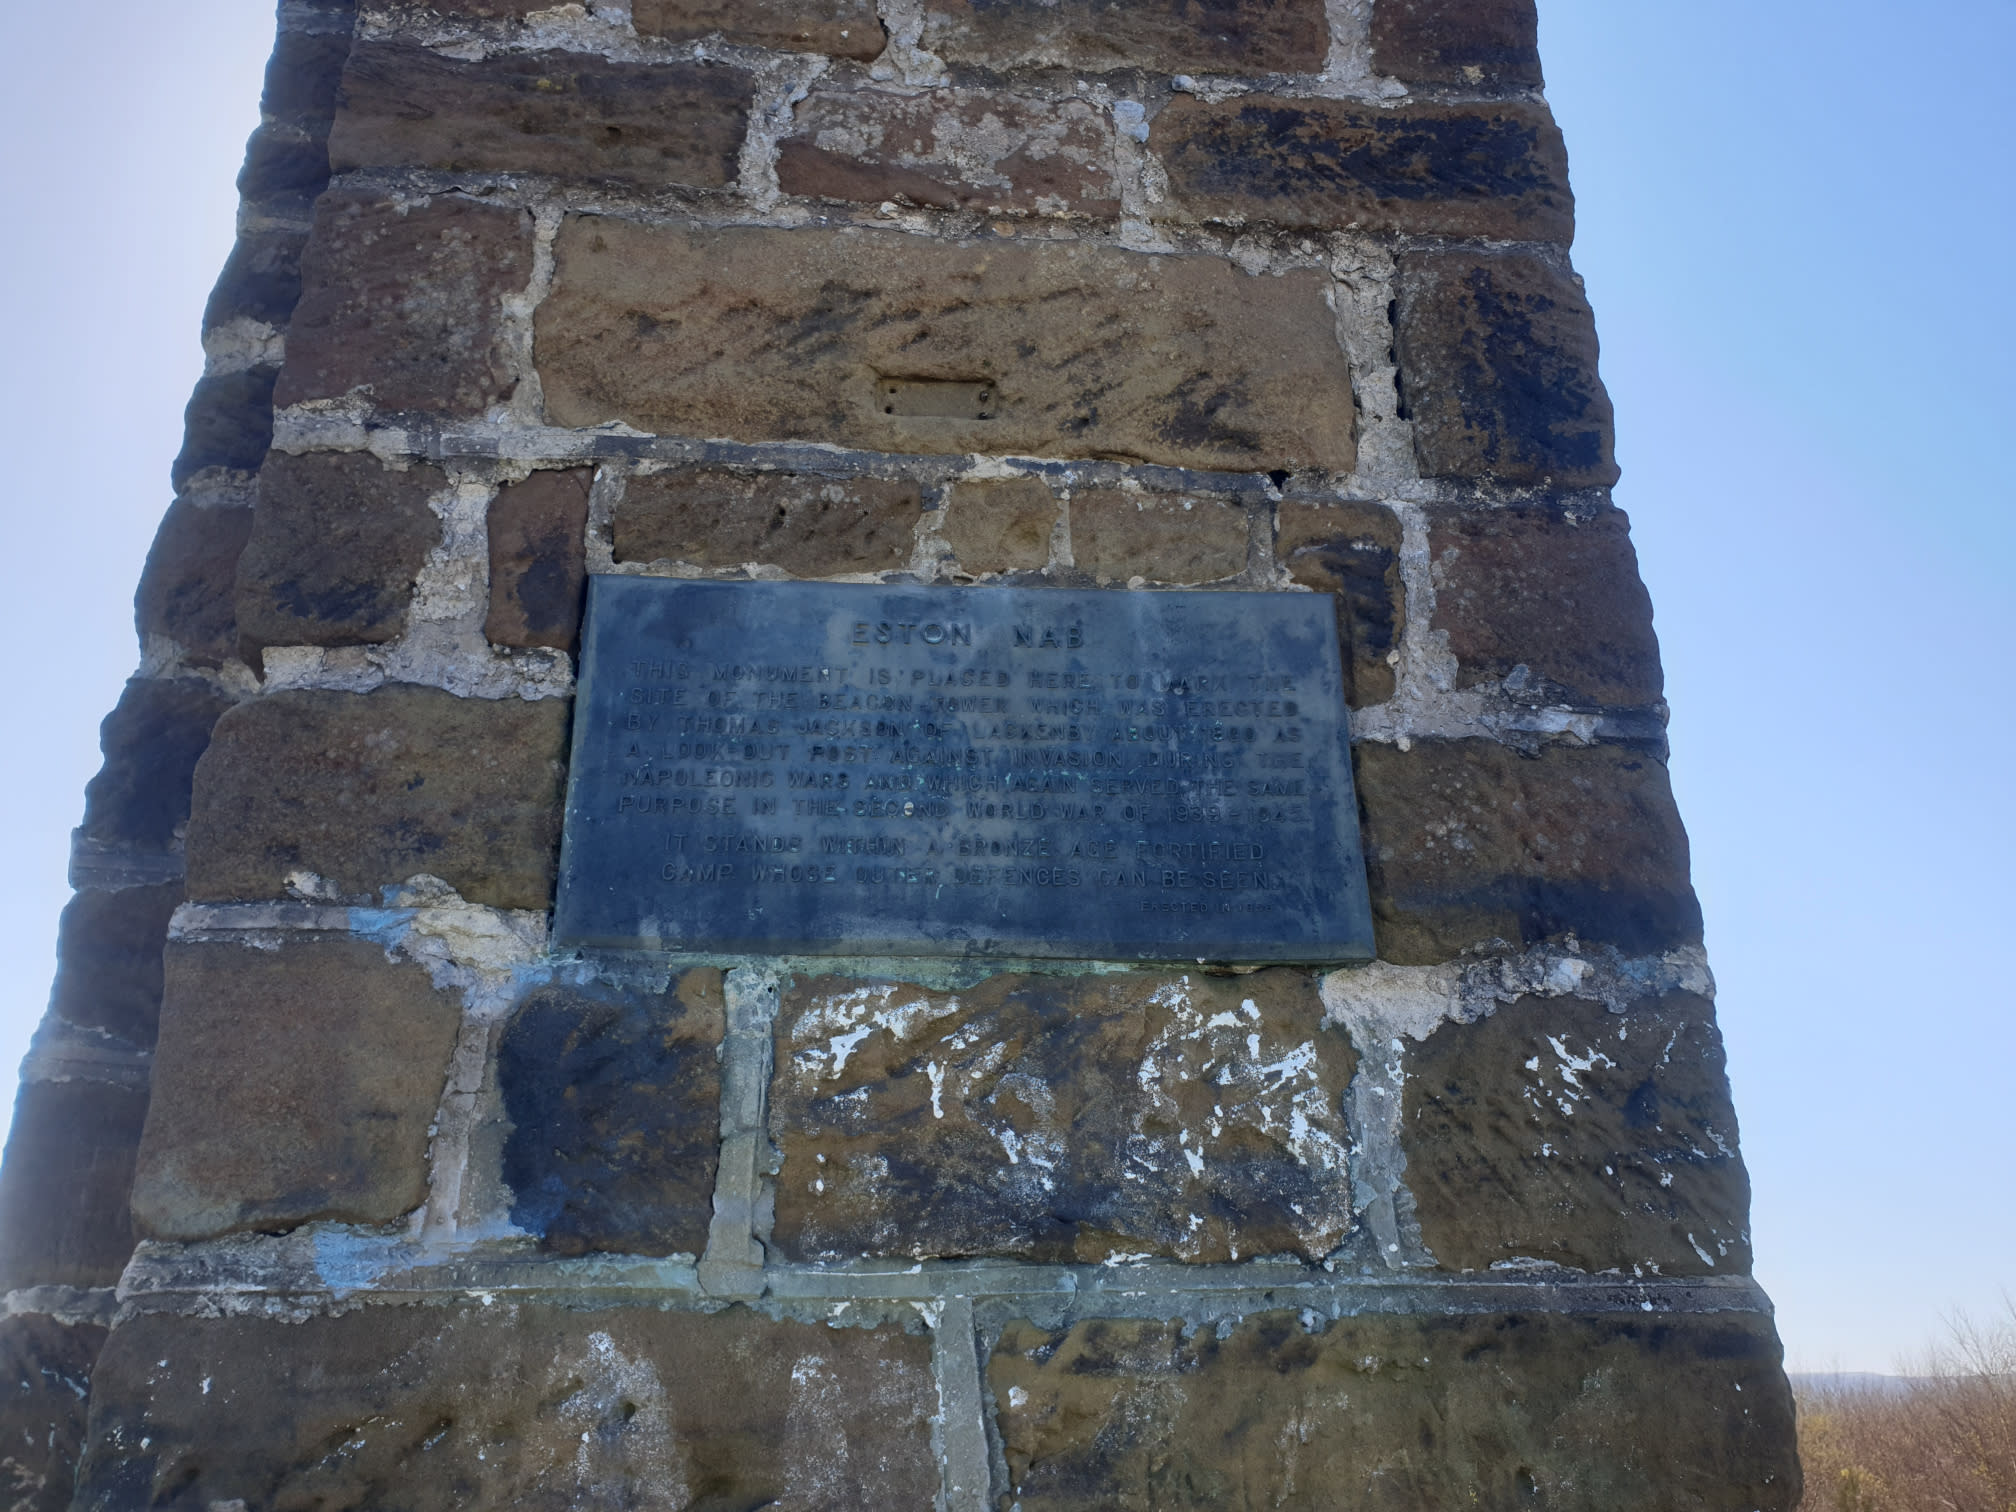 ESTON NAB
THIS MONUMENT IS PLACED HERE TO MARK THE
SITE OF THE BEACON-TOWER WHICH WAS ERECTED
BY THOMAS JACKSON OF LACKENBY ABOUT 1800 AS
A LOOK-OUT POST AGAINST INVASION DURING THE
NAPOLEONIC WARS AND WHICH AGAIN SERVED THE SAME
PURPOSE IN THE SECOND WORLD WAR OF 1939-1945.
IT STANDS WITHIN A BRONZE AGE FORTIFIED
CAMP WHOSE OUTER DEFENCES CAN BE SEEN.
ERECTED IN